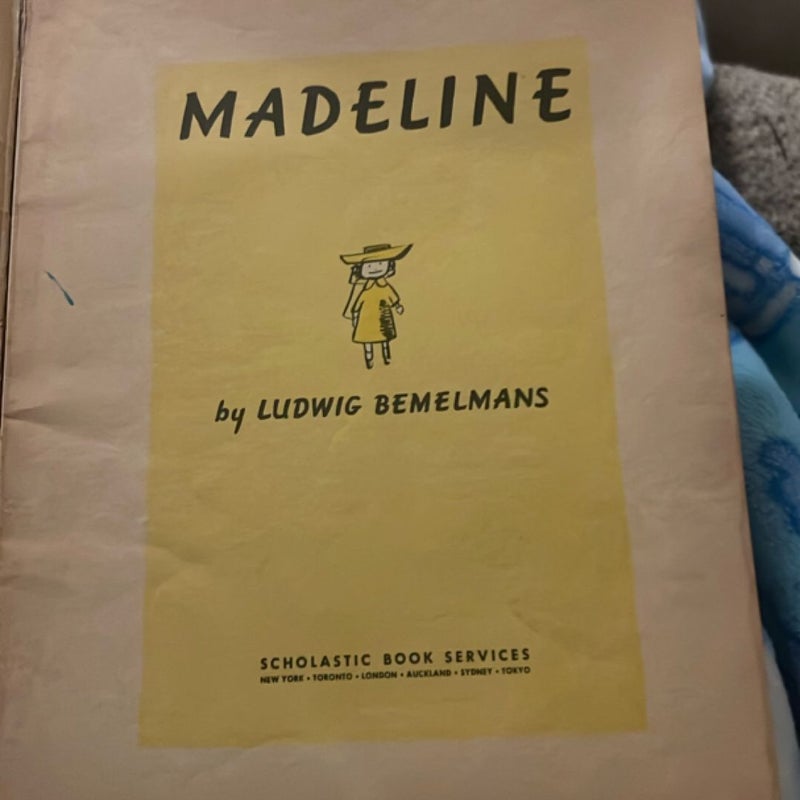 MADELINE
by LUDWIG BEMELMANS
SCHOLASTIC BOOK SERVICES
NEW YORK • TORONTO • LONDON • AUCKLAND • SYDNEY • TOKYO